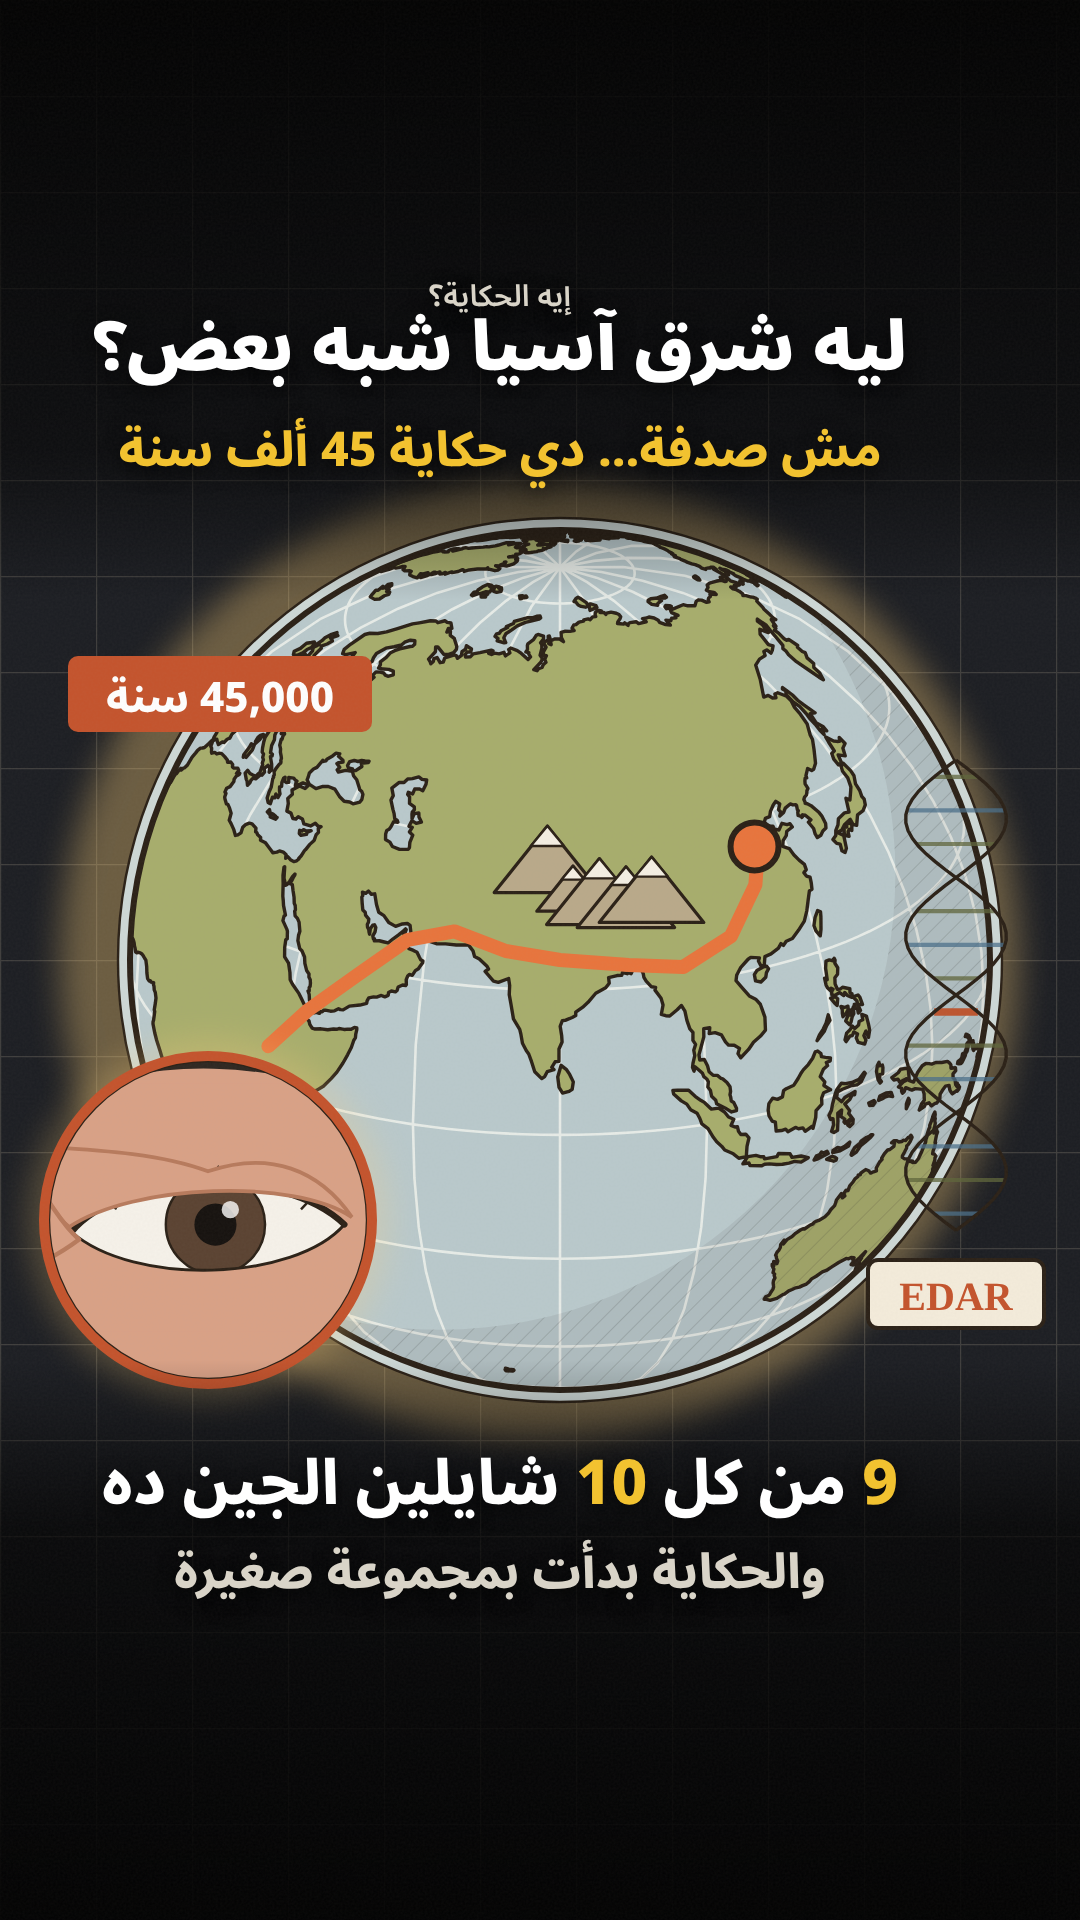 إيه الحكاية؟
ليه شرق آسيا شبه بعض؟
مش صدفة... دي حكاية 45 ألف سنة
45,000 سنة
EDAR
9 من كل 10 شايلين الجين ده
والحكاية بدأت بمجموعة صغيرة